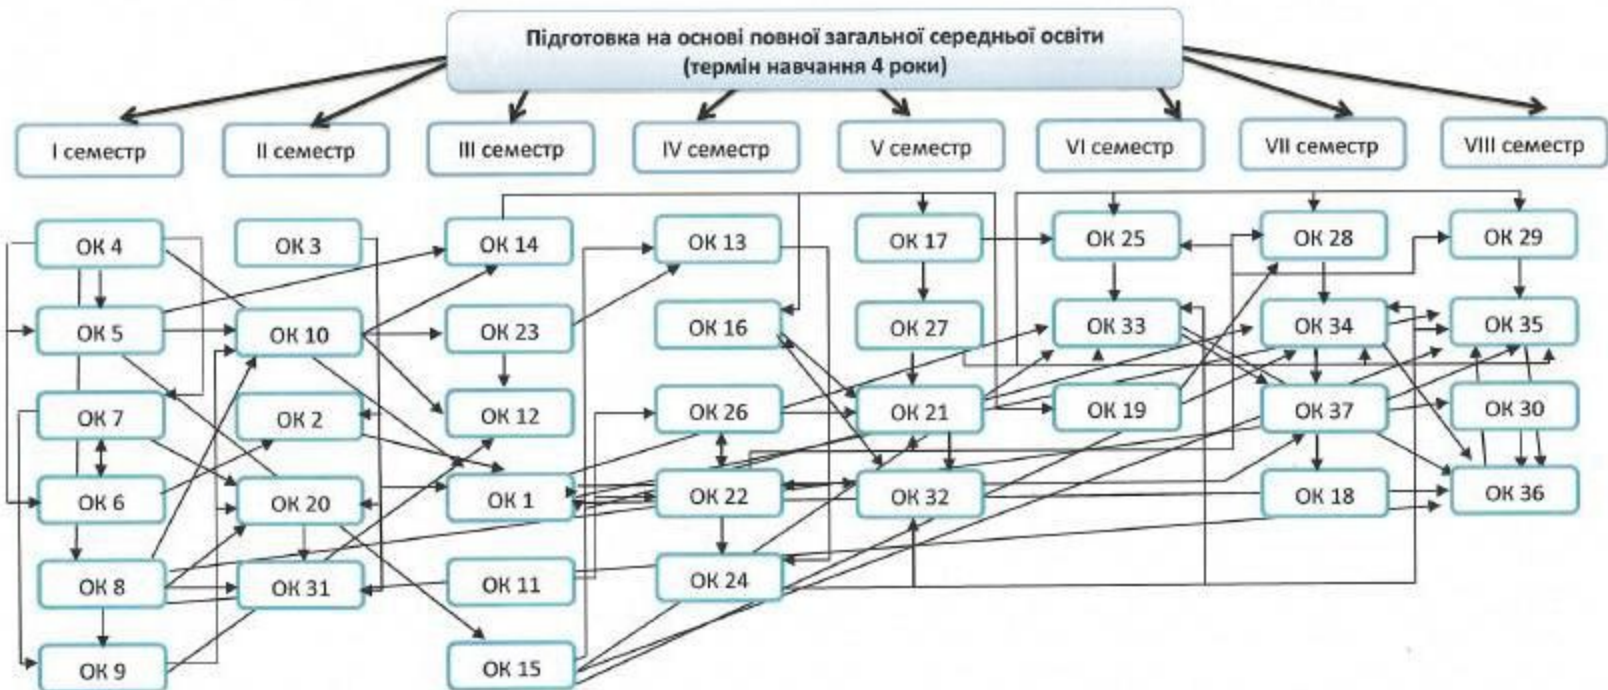 Підготовка на основі повної загальної середньої освіти
(термін навчання 4 роки)
І семестр
ІІ семестр
ІІІ семестр
IV семестр
V семестр
VI семестр
VII семестр
VIII семестр
ОК 4
ОК 3
ОК 14
ОК 13
ОК 17
ОК 25
ОК 28
ОК 29
ОК 5
ОК 10
ОК 23
ОК 16
ОК 27
ОК 33
ОК 34
ОК 35
ОК 7
ОК 2
ОК 12
ОК 26
ОК 21
ОК 19
ОК 37
ОК 30
ОК 6
ОК 20
ОК 1
ОК 22
ОК 32
ОК 18
ОК 36
ОК 8
ОК 31
ОК 11
ОК 24
ОК 9
ОК 15